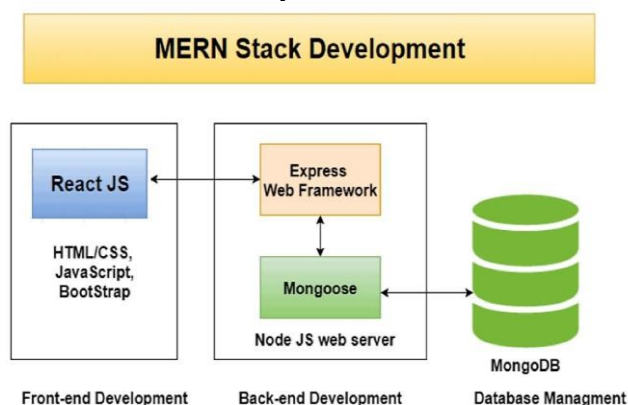 MERN Stack Development
React JS
HTML/CSS,
JavaScript,
BootStrap
Express
Web Framework
Mongoose
Node JS web server
MongoDB
Front-end Development
Back-end Development
Database Managment